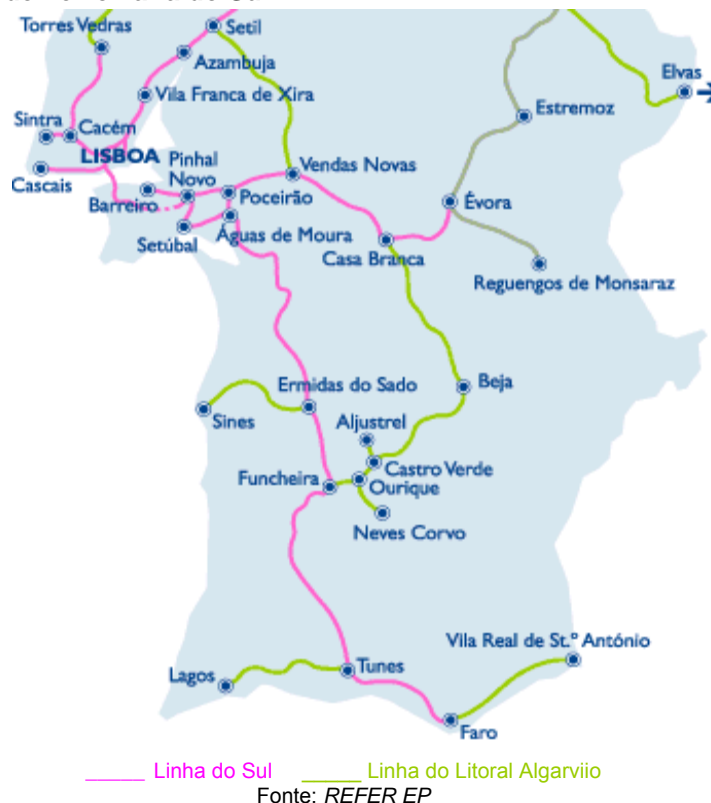 Torres Vedras
Setil
Azambuja
Elvas
Vila Franca de Xira
Estremoz
Sintra
Cacém
LISBOA
Pinhal
Novo
Vendas Novas
Cascais
Barreiro
Poceirão
Évora
Setúbal
Águas de Moura
Casa Branca
Reguengos de Monsaraz
Ermidas do Sado
Beja
Sines
Aljustrel
Castro Verde
Funcheira
Ourique
Neves Corvo
Vila Real de St.º António
Lagos
Tunes
Faro
_____ Linha do Sul _____ Linha do Litoral Algarviio
Fonte: REFER EP